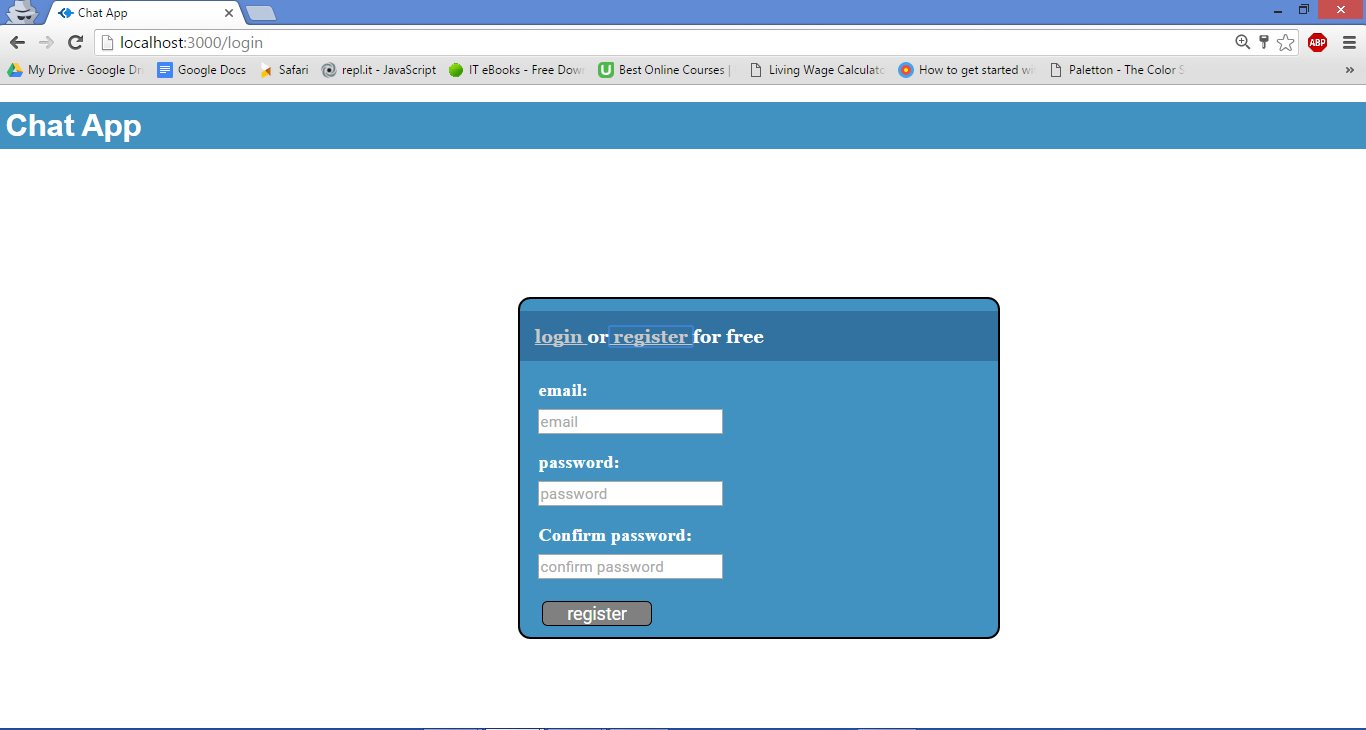 Chat App
localhost:3000/login
ABP
My Drive - Google Dri Google Docs Safari repl.it - JavaScript IT eBooks - Free Down Best Online Courses | Living Wage Calculato How to get started wi Paletton - The Color S »
Chat App
login or register for free
email:
email
password:
password
Confirm password:
confirm password
register